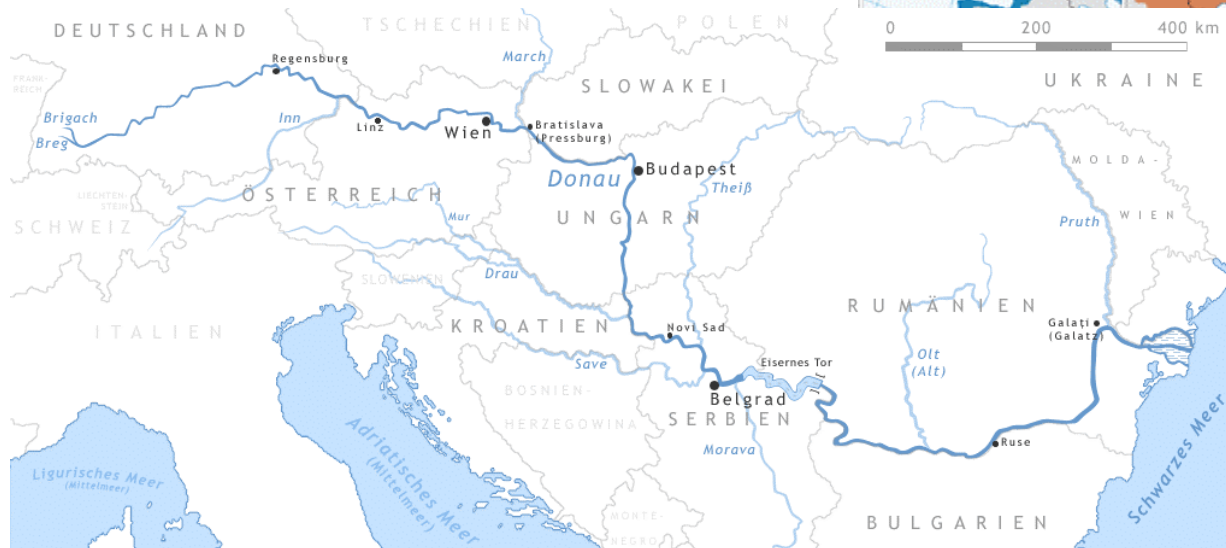 DEUTSCHLAND
TSCHECHIEN
POLEN
0 200 400 km
UKRAINE
Regensburg
March
SLOWAKEI
FRANK-
REICH
Brigach
Breg
Inn
Linz
Wien
Bratislava
(Pressburg)
Donau
Budapest
Theiß
MOLDA-
WIEN
LIECHTEN-
STEIN
ÖSTERREICH
SCHWEIZ
UNGARN
Mur
Pruth
Drau
SLOWENIEN
ITALIEN
KROATIEN
Novi Sad
RUMÄNIEN
Galați
(Galatz)
Save
Eisernes Tor
Olt
(Alt)
BOSNIEN-
HERZEGOWINA
Belgrad
SERBIEN
Morava
Ruse
Adriatisches Meer
(Mittelmeer)
Ligurisches Meer
(Mittelmeer)
Schwarzes Meer
MONTE-
NEGRO
BULGARIEN